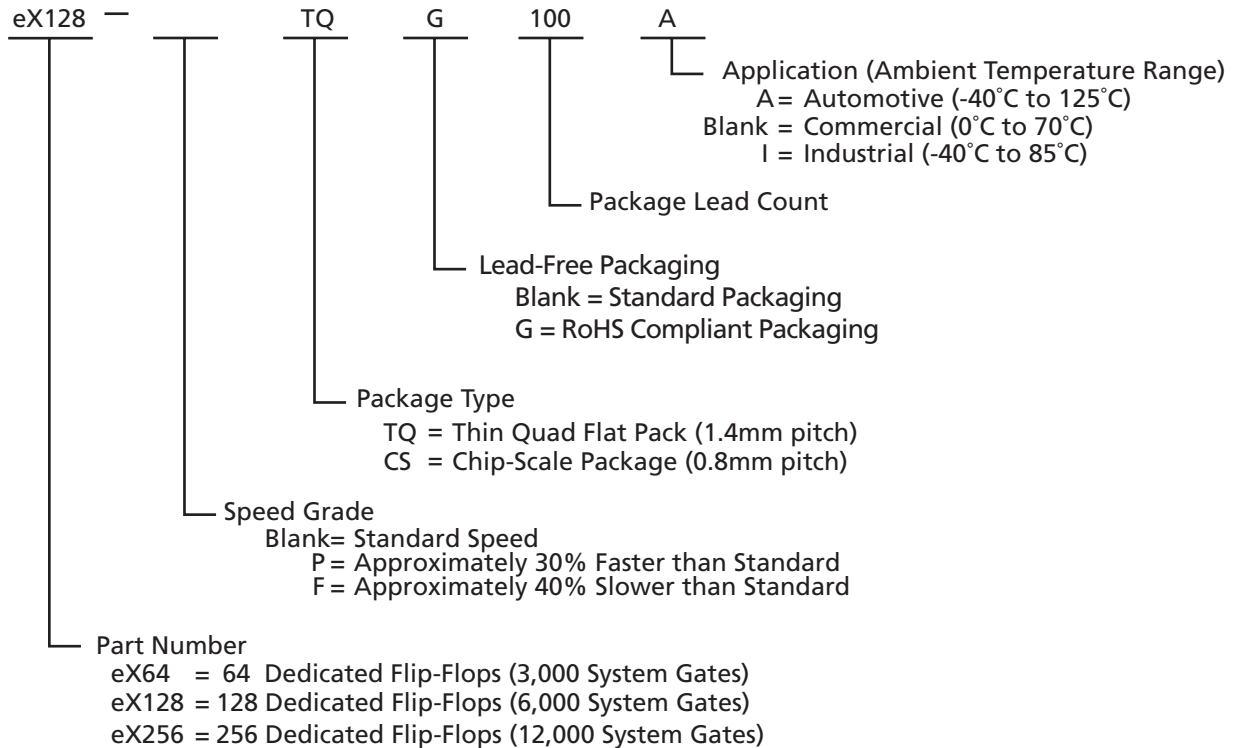 eX128 — TQ G 100 A
Application (Ambient Temperature Range)
A = Automotive (-40˚C to 125˚C)
Blank = Commercial (0˚C to 70˚C)
I = Industrial (-40˚C to 85˚C)
Package Lead Count
Lead-Free Packaging
Blank = Standard Packaging
G = RoHS Compliant Packaging
Package Type
TQ = Thin Quad Flat Pack (1.4mm pitch)
CS = Chip-Scale Package (0.8mm pitch)
Speed Grade
Blank= Standard Speed
P = Approximately 30% Faster than Standard
F = Approximately 40% Slower than Standard
Part Number
eX64 = 64 Dedicated Flip-Flops (3,000 System Gates)
eX128 = 128 Dedicated Flip-Flops (6,000 System Gates)
eX256 = 256 Dedicated Flip-Flops (12,000 System Gates)